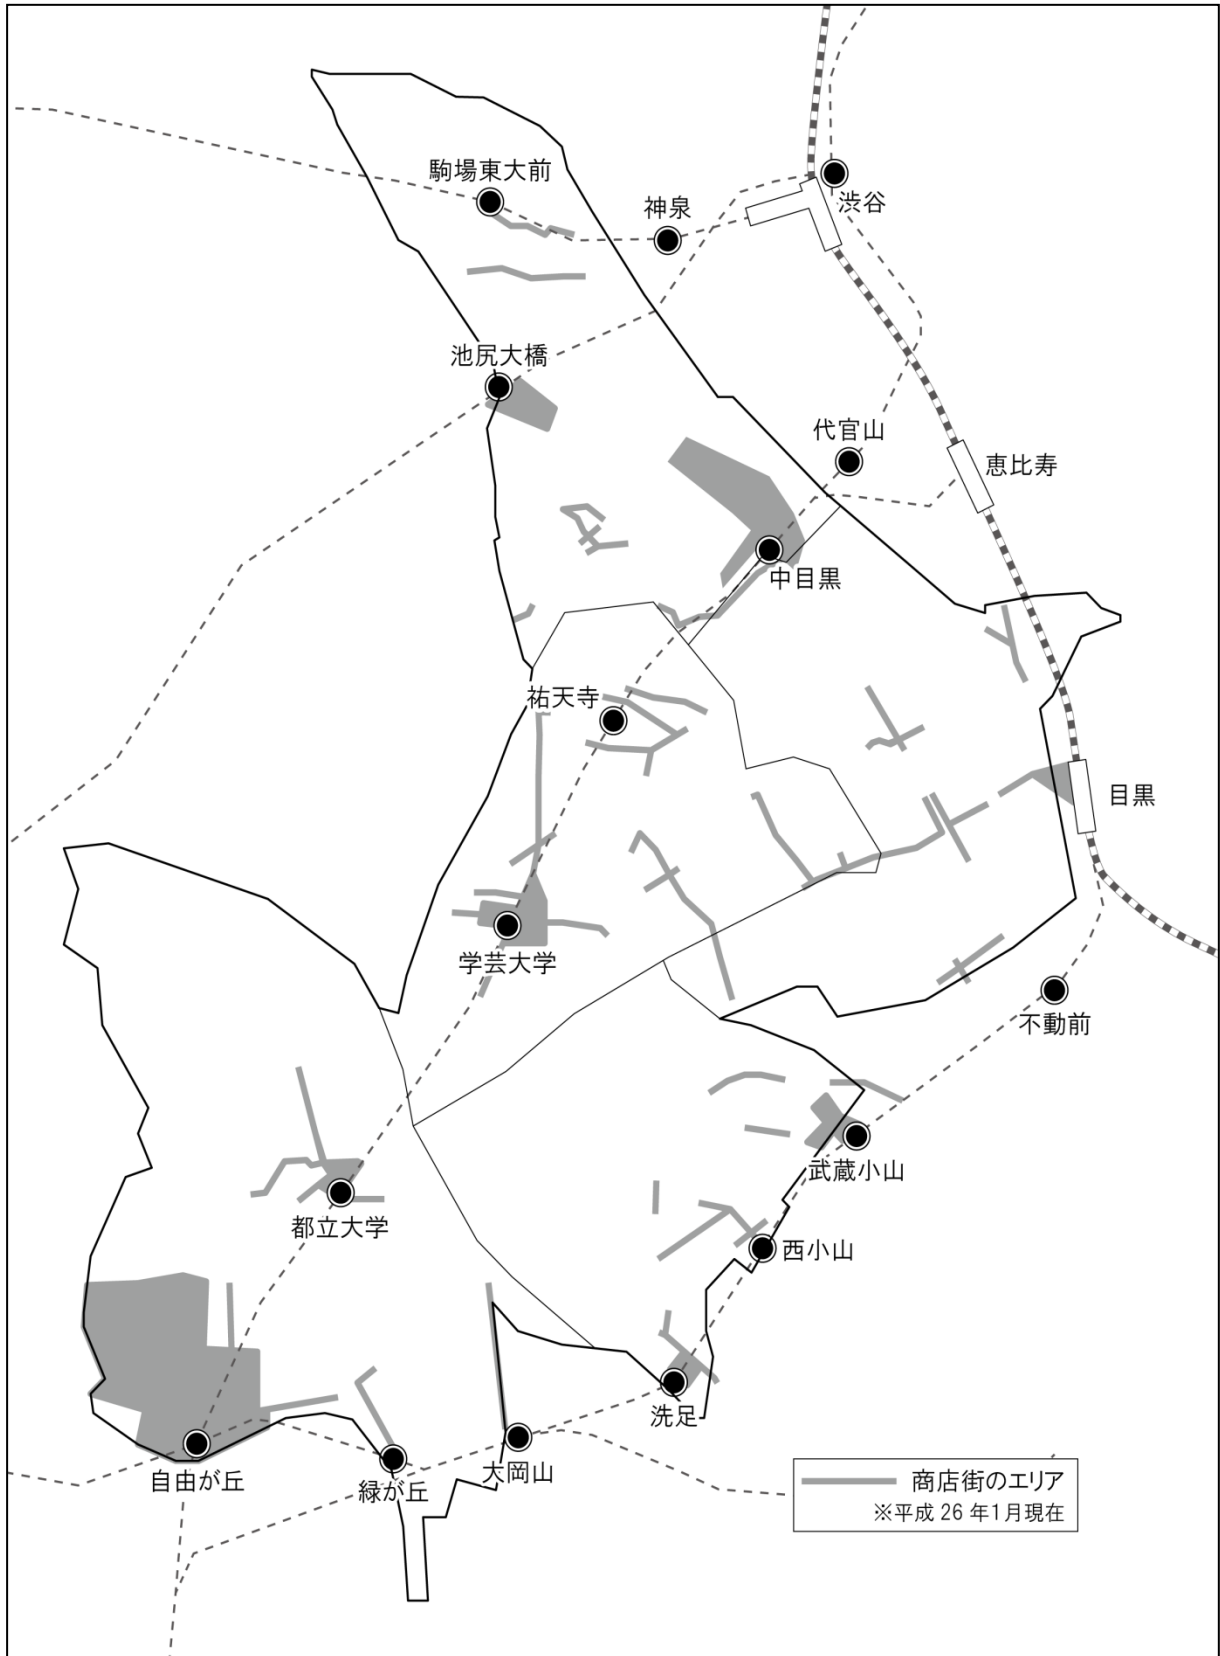 駒場東大前
神泉
渋谷
池尻大橋
代官山
恵比寿
中目黒
祐天寺
目黒
学芸大学
不動前
武蔵小山
都立大学
西小山
洗足
自由が丘
緑が丘
大岡山
商店街のエリア
※平成26年1月現在